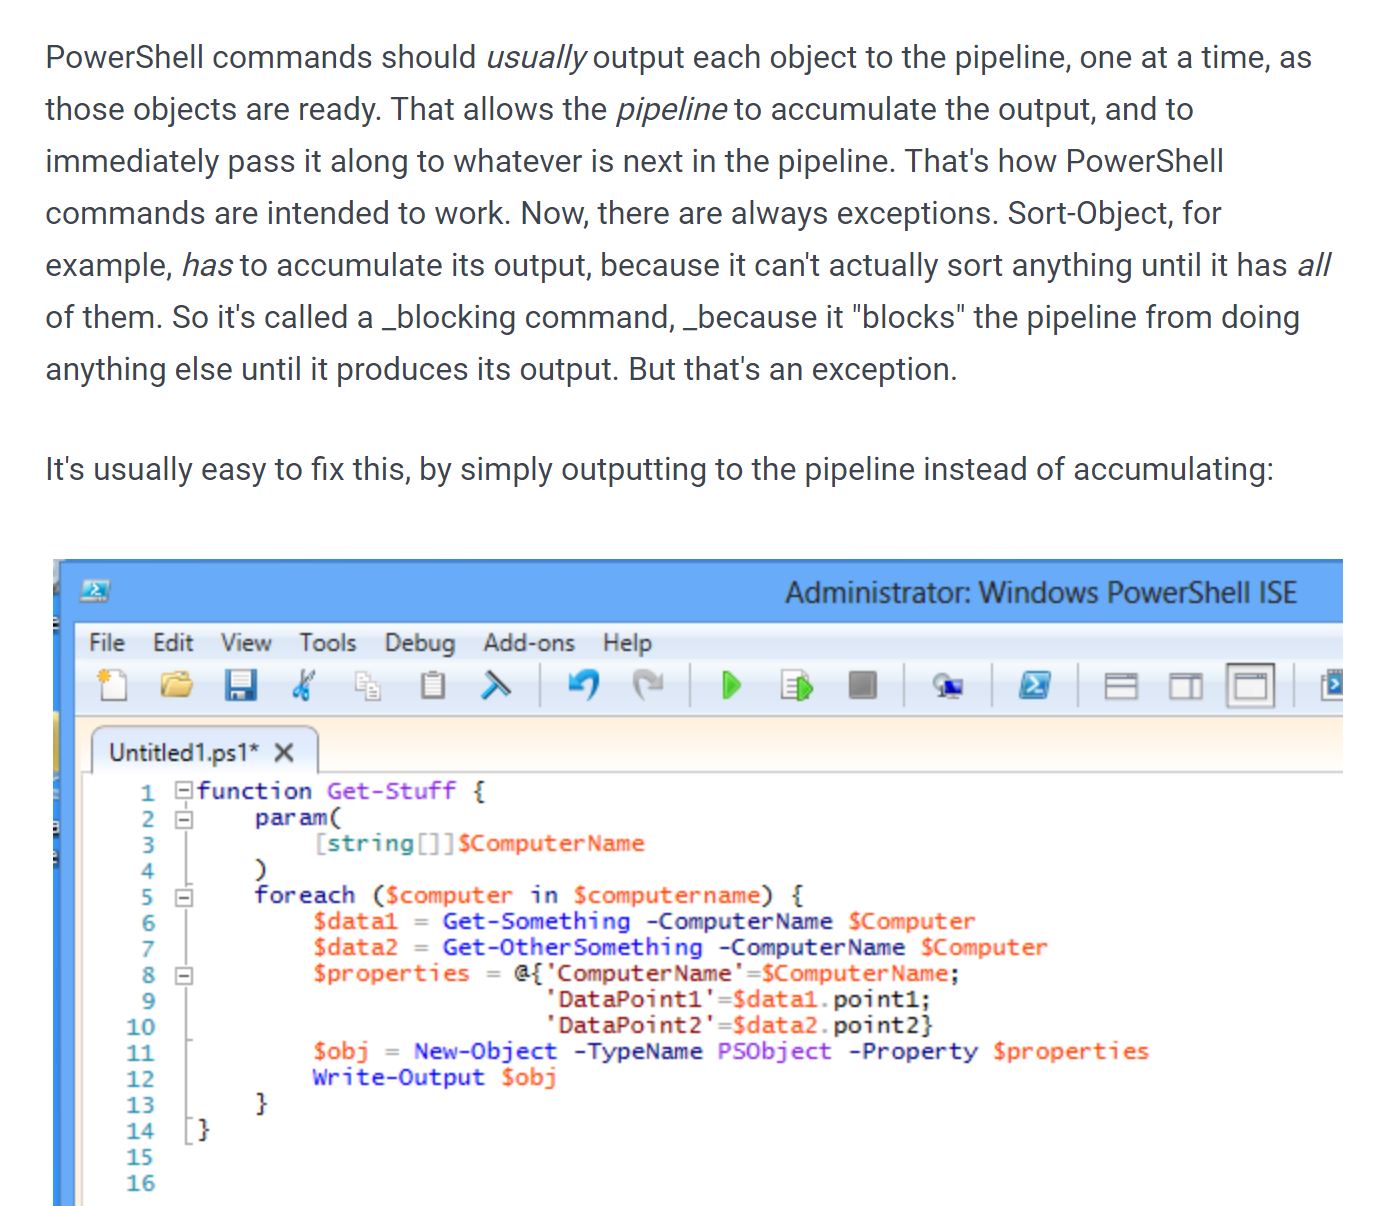 PowerShell commands should usually output each object to the pipeline, one at a time, as
those objects are ready. That allows the pipeline to accumulate the output, and to
immediately pass it along to whatever is next in the pipeline. That's how PowerShell
commands are intended to work. Now, there are always exceptions. Sort-Object, for
example, has to accumulate its output, because it can't actually sort anything until it has all
of them. So it's called a _blocking command, _because it "blocks" the pipeline from doing
anything else until it produces its output. But that's an exception.
It's usually easy to fix this, by simply outputting to the pipeline instead of accumulating:
Administrator: Windows PowerShell ISE
File Edit View Tools Debug Add-ons Help
Untitled1.ps1* X
1 function Get-Stuff {
2     param(
3         [string[]]$ComputerName
4     )
5     foreach ($computer in $computername) {
6         $data1 = Get-Something -ComputerName $Computer
7         $data2 = Get-OtherSomething -ComputerName $Computer
8         $properties = @{'ComputerName'=$ComputerName;
9                         'DataPoint1'=$data1.point1;
10                         'DataPoint2'=$data2.point2}
11         $obj = New-Object -TypeName PSObject -Property $properties
12         Write-Output $obj
13     }
14 }
15
16